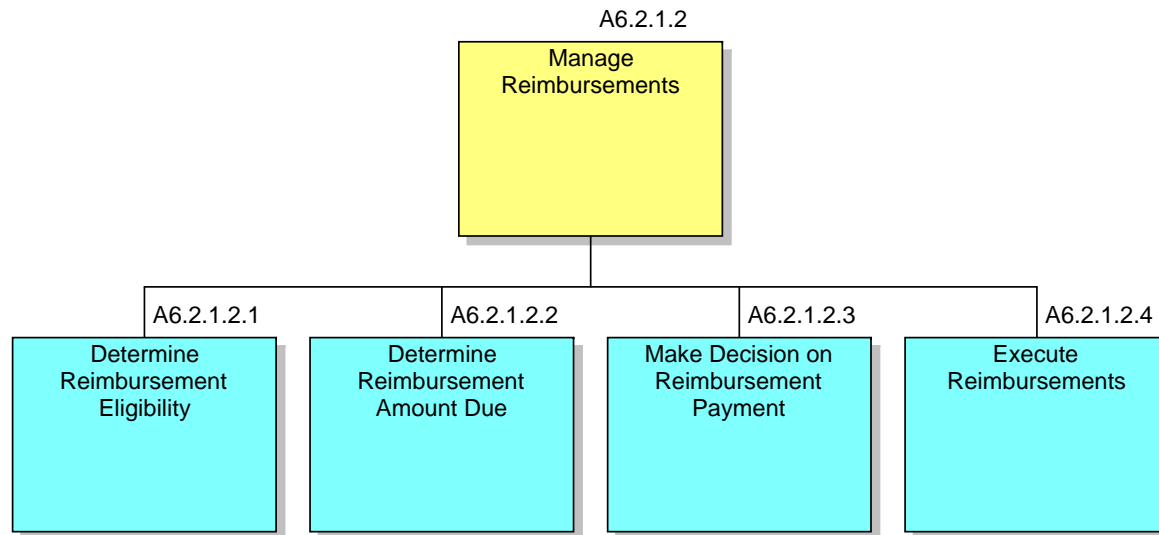 A6.2.1.2
Manage
Reimbursements
A6.2.1.2.1
Determine
Reimbursement
Eligibility
A6.2.1.2.2
Determine
Reimbursement
Amount Due
A6.2.1.2.3
Make Decision on
Reimbursement
Payment
A6.2.1.2.4
Execute
Reimbursements